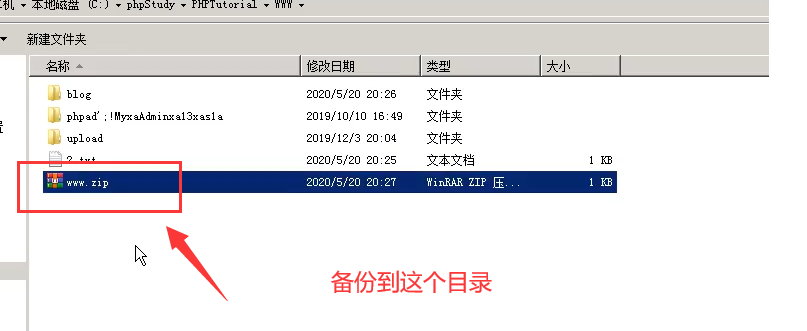 本地磁盘 (C:) ▾ phpStudy ▾ PHPTutorial ▾ WWW ▾
新建文件夹
名称 修改日期 类型 大小
blog 2020/5/20 20:26 文件夹
phpad';!MyxaAdminxa13xas1a 2019/10/10 16:49 文件夹
upload 2019/12/3 20:04 文件夹
2.txt 2020/5/20 20:25 文本文档 1 KB
www.zip 2020/5/20 20:27 WinRAR ZIP 压... 1 KB
备份到这个目录